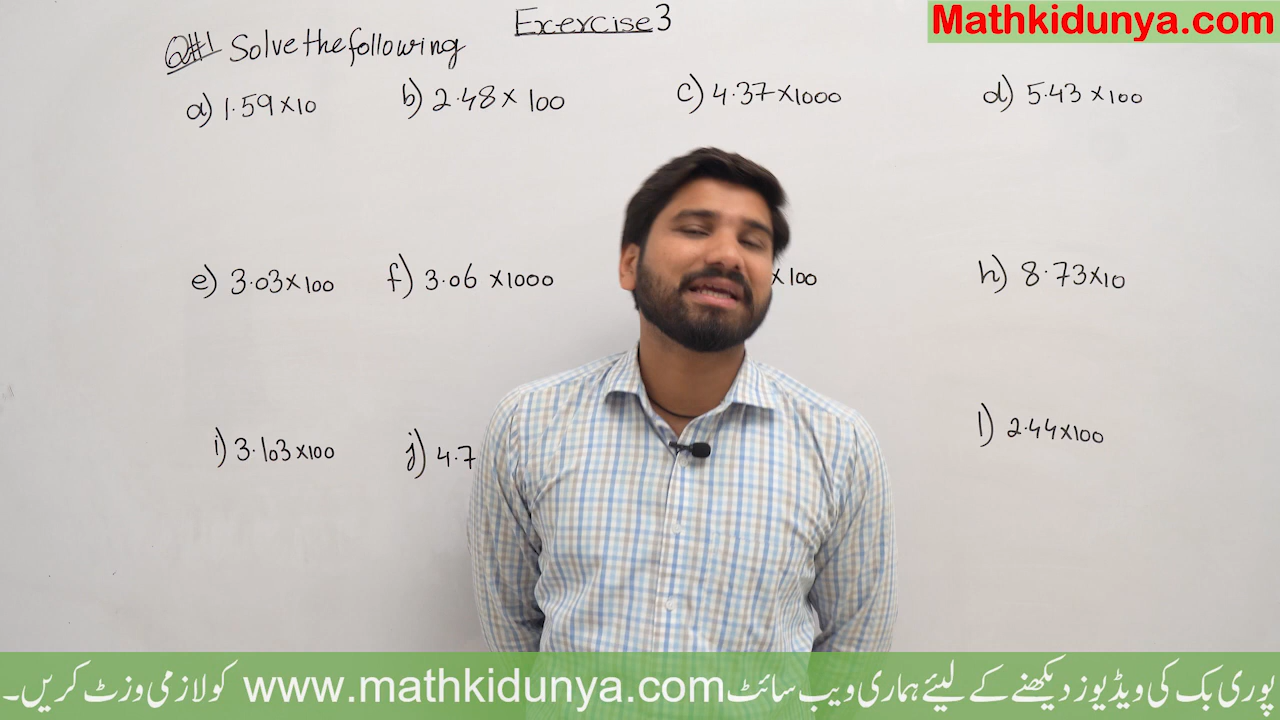 Mathkidunya.com
Exercise 3
Q#1 Solve the following
a) 1.59 × 10 b) 2.48 × 100 c) 4.37 × 1000 d) 5.43 × 100
e) 3.03 × 100 f) 3.06 × 1000 × 100 h) 8.73 × 10
i) 3.103 × 100 j) 4.7 l) 2.44 × 100
پوری بک کی ویڈیوز دیکھنے کے لیئے ہماری ویب سائٹ www.mathkidunya.com کو لازمی وزٹ کریں۔